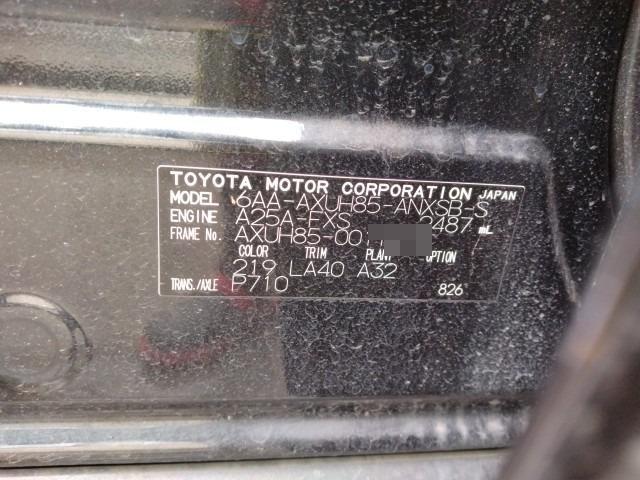 TOYOTA MOTOR CORPORATION JAPAN
MODEL 6AA-AXUH85-ANXSB-S
ENGINE A25A-FXS 2487 mL
FRAME No. AXUH85-001
COLOR TRIM PLANT OPTION
219 LA40 A32
TRANS./AXLE P710 826